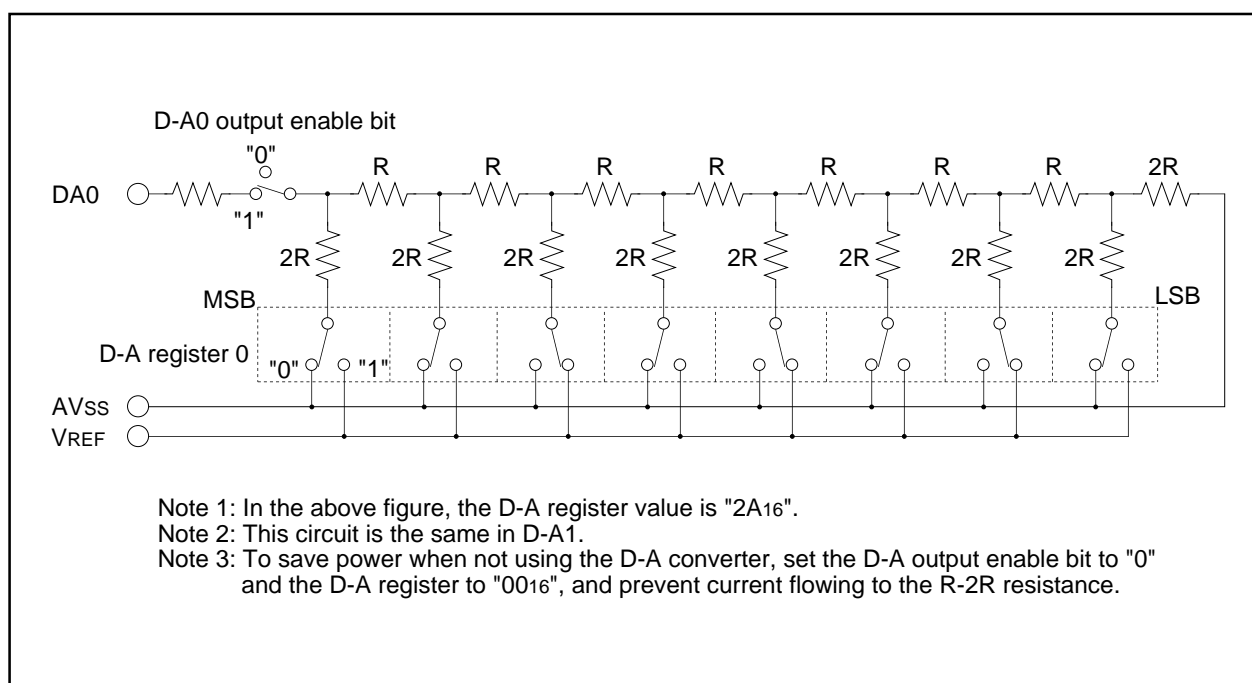 D-A0 output enable bit
"0"
R R R R R R R 2R
DA0
"1"
2R 2R 2R 2R 2R 2R 2R 2R
MSB
LSB
D-A register 0
"0" "1"
AVSS
VREF
Note 1: In the above figure, the D-A register value is "2A16".
Note 2: This circuit is the same in D-A1.
Note 3: To save power when not using the D-A converter, set the D-A output enable bit to "0"
and the D-A register to "0016", and prevent current flowing to the R-2R resistance.